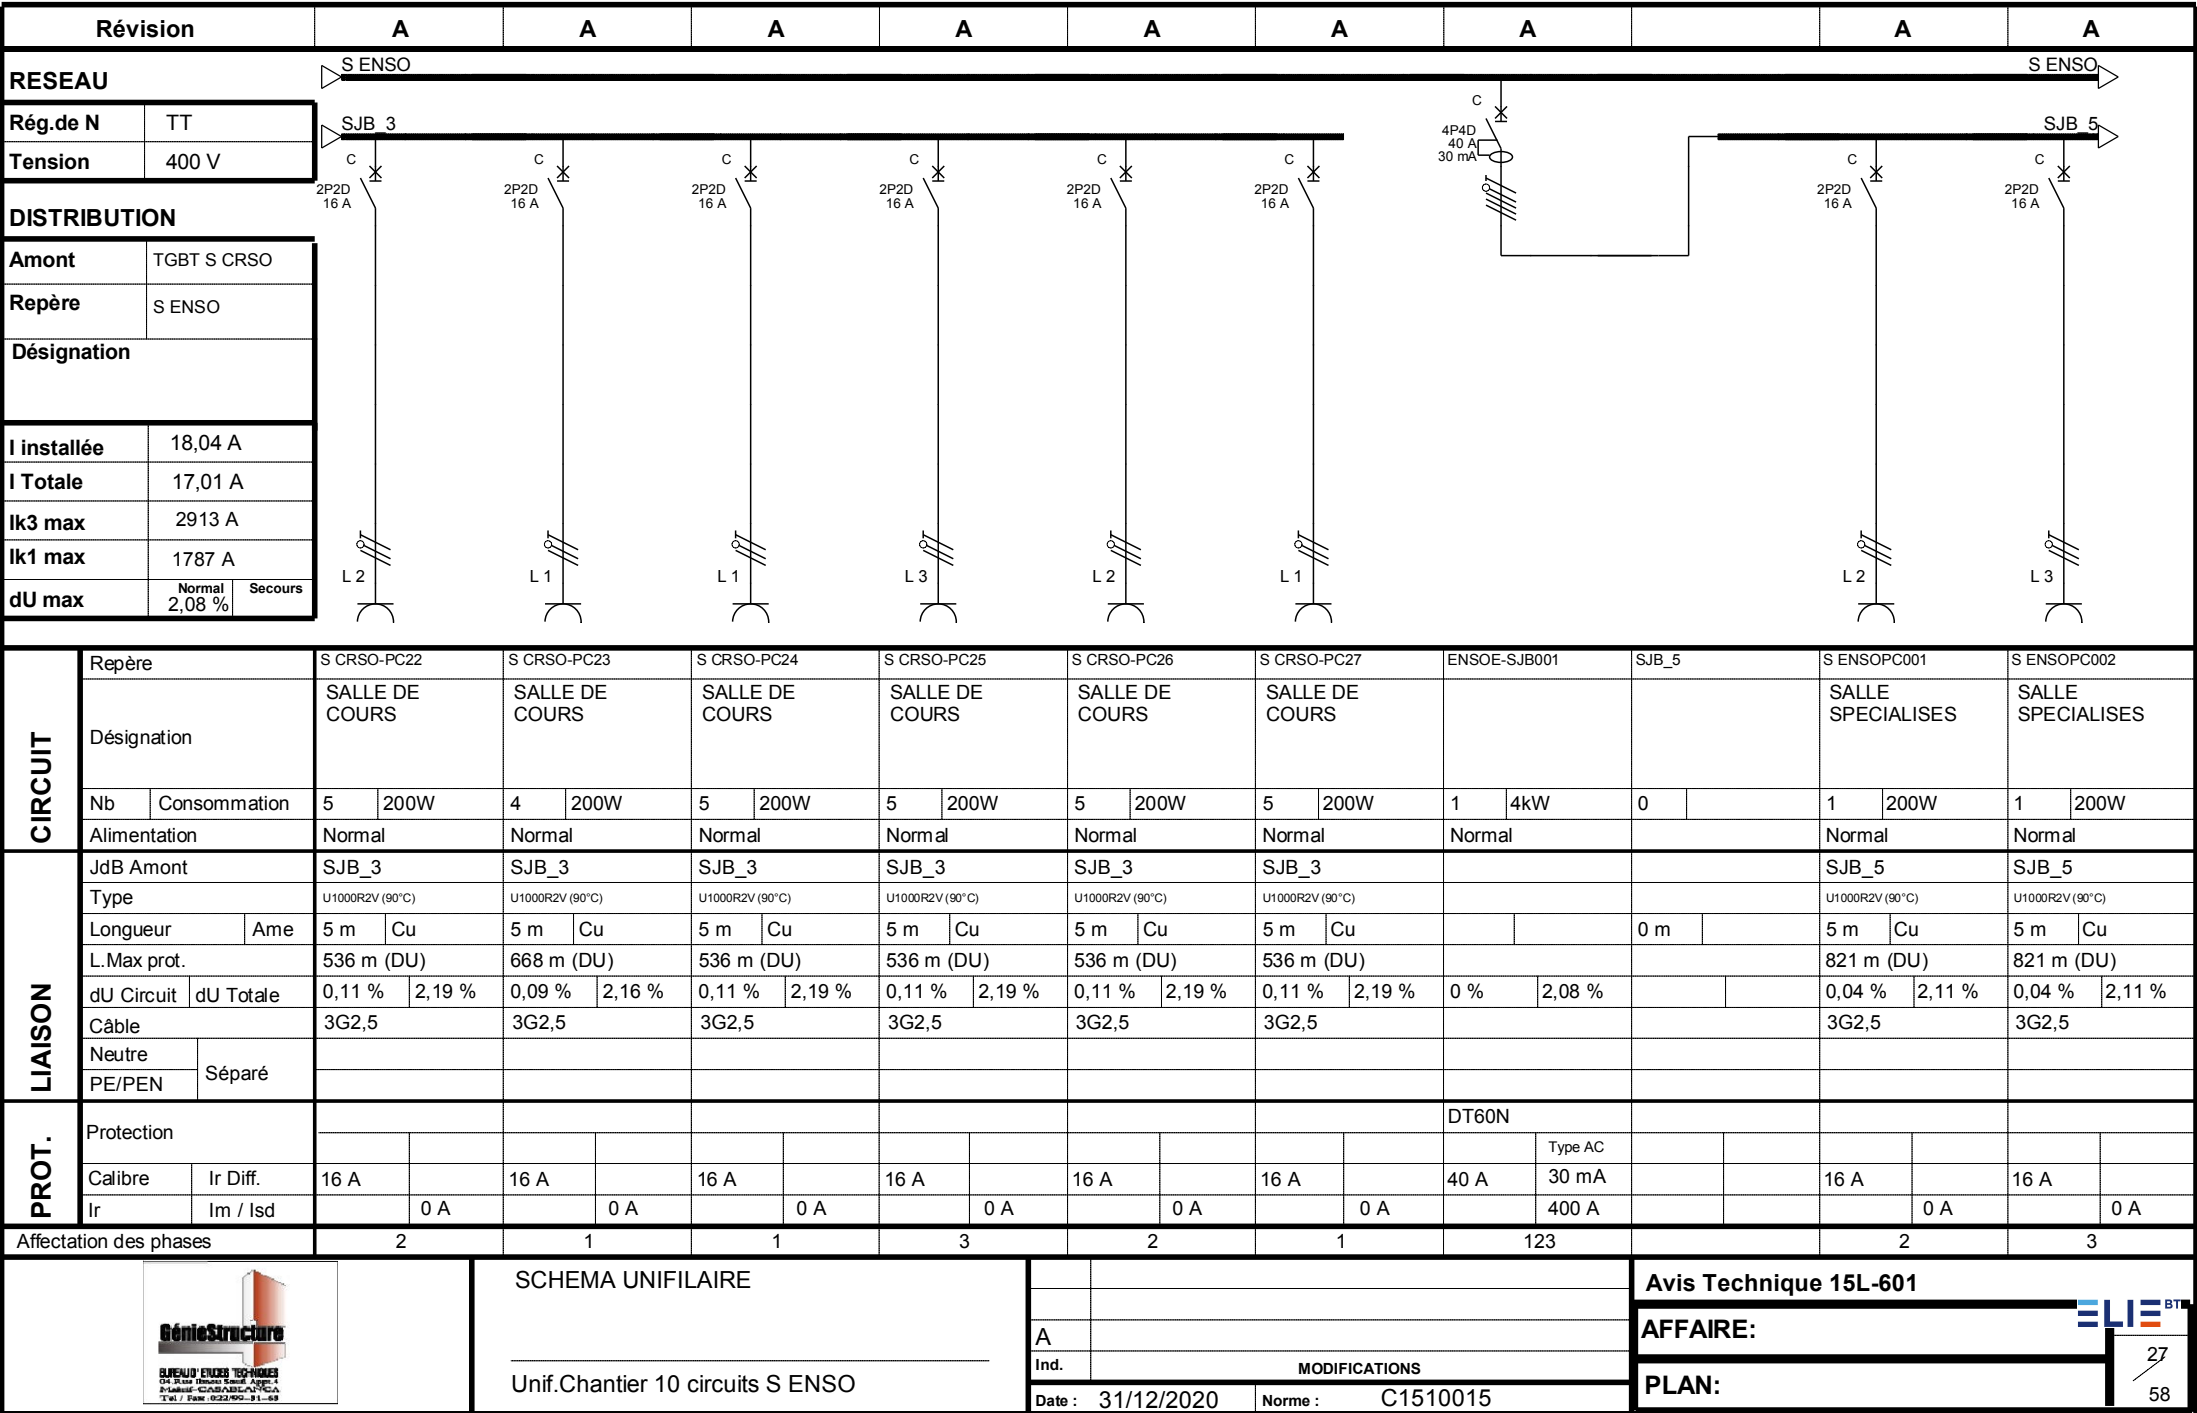 Révision A A A A A A A A A
RESEAU
S ENSO S ENSO
Rég.de N TT
Tension 400 V
SJB_3 SJB_5
C C C C C C C C C
2P2D 2P2D 2P2D 2P2D 2P2D 2P2D 4P4D 2P2D 2P2D
16 A 16 A 16 A 16 A 16 A 16 A 40 A 16 A 16 A
30 mA
DISTRIBUTION
Amont TGBT S CRSO
Repère S ENSO
Désignation
I installée 18,04 A
I Totale 17,01 A
Ik3 max 2913 A
Ik1 max 1787 A
dU max Normal Secours
2,08 %
L 2 L 1 L 1 L 3 L 2 L 1 L 2 L 3
CIRCUIT
Repère S CRSO-PC22 S CRSO-PC23 S CRSO-PC24 S CRSO-PC25 S CRSO-PC26 S CRSO-PC27 ENSOE-SJB001 SJB_5 S ENSOPC001 S ENSOPC002
Désignation
SALLE DE SALLE DE SALLE DE SALLE DE SALLE DE SALLE DE SALLE SALLE
COURS COURS COURS COURS COURS COURS SPECIALISES SPECIALISES
Nb Consommation 5 200W 4 200W 5 200W 5 200W 5 200W 5 200W 1 4kW 0 1 200W 1 200W
Alimentation Normal Normal Normal Normal Normal Normal Normal Normal Normal
LIAISON
JdB Amont SJB_3 SJB_3 SJB_3 SJB_3 SJB_3 SJB_3 SJB_5 SJB_5
Type U1000R2V (90°C) U1000R2V (90°C) U1000R2V (90°C) U1000R2V (90°C) U1000R2V (90°C) U1000R2V (90°C) U1000R2V (90°C) U1000R2V (90°C)
Longueur Ame 5 m Cu 5 m Cu 5 m Cu 5 m Cu 5 m Cu 5 m Cu 0 m 5 m Cu 5 m Cu
L.Max prot. 536 m (DU) 668 m (DU) 536 m (DU) 536 m (DU) 536 m (DU) 536 m (DU) 821 m (DU) 821 m (DU)
dU Circuit dU Totale 0,11 % 2,19 % 0,09 % 2,16 % 0,11 % 2,19 % 0,11 % 2,19 % 0,11 % 2,19 % 0,11 % 2,19 % 0 % 2,08 % 0,04 % 2,11 % 0,04 % 2,11 %
Câble 3G2,5 3G2,5 3G2,5 3G2,5 3G2,5 3G2,5 3G2,5 3G2,5
Neutre
PE/PEN
Séparé
PROT.
Protection DT60N
Type AC
Calibre Ir Diff. 16 A 16 A 16 A 16 A 16 A 16 A 40 A 30 mA 16 A 16 A
Ir Im / Isd 0 A 0 A 0 A 0 A 0 A 0 A 400 A 0 A 0 A
Affectation des phases 2 1 1 3 2 1 123 2 3
GénieStructure
BUREAU D'ETUDES TECHNIQUES
SCHEMA UNIFILAIRE
Unif.Chantier 10 circuits S ENSO
A
Ind. MODIFICATIONS
Date : 31/12/2020 Norme : C1510015
Avis Technique 15L-601
ELIE BT
AFFAIRE:
PLAN:
27
58